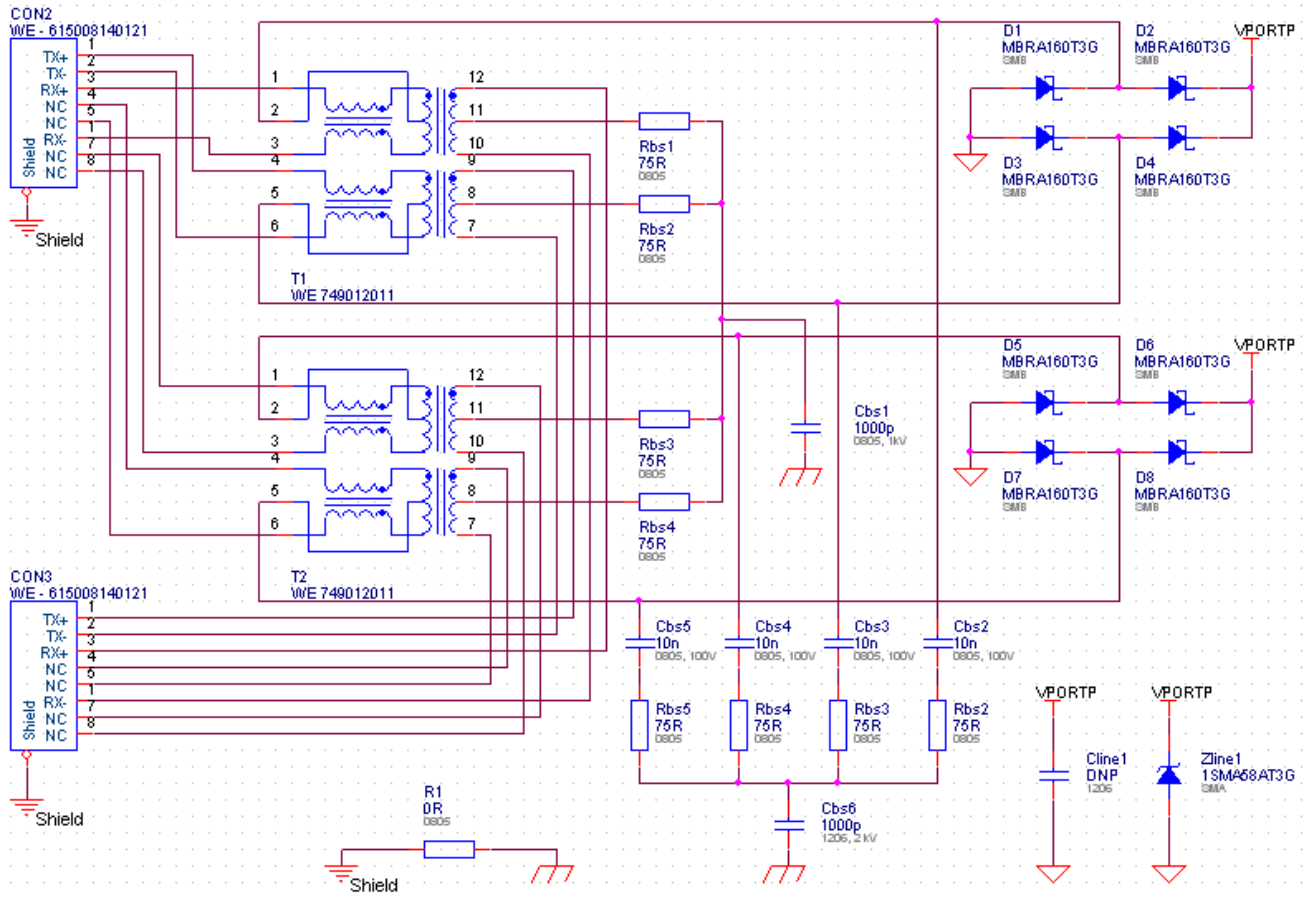 CON2
WE - 615008140121
1
TX+
2
TX-
3
RX+
4
NC
5
NC
1
RX-
7
NC
8
NC
Shield
Shield
1
2
3
4
5
6
12
11
10
9
8
7
T1
WE 749012011
Rbs1
75R
0805
Rbs2
75R
0805
D1
MBRA160T3G
SMB
D2
MBRA160T3G
SMB
VPORTP
D3
MBRA160T3G
SMB
D4
MBRA160T3G
SMB
1
2
3
4
5
6
12
11
10
9
8
7
T2
WE 749012011
Rbs3
75R
0805
Rbs4
75R
0805
Cbs1
1000p
0805, 1kV
D5
MBRA160T3G
SMB
D6
MBRA160T3G
SMB
VPORTP
D7
MBRA160T3G
SMB
D8
MBRA160T3G
SMB
CON3
WE - 615008140121
1
TX+
2
TX-
3
RX+
4
NC
5
NC
1
RX-
7
NC
8
NC
Shield
Shield
Cbs5
10n
0805, 100V
Cbs4
10n
0805, 100V
Cbs3
10n
0805, 100V
Cbs2
10n
0805, 100V
Rbs5
75R
0805
Rbs4
75R
0805
Rbs3
75R
0805
Rbs2
75R
0805
Cbs6
1000p
1206, 2kV
R1
0R
0805
Shield
VPORTP
Cline1
DNP
1206
VPORTP
Zline1
1SMA58AT3G
SMA